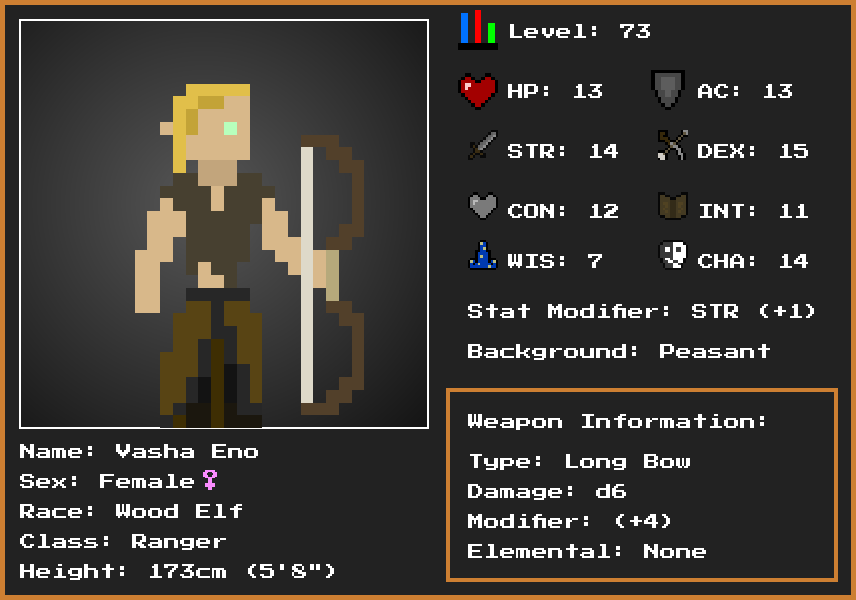 Level: 73
HP: 13
AC: 13
STR: 14
DEX: 15
CON: 12
INT: 11
WIS: 7
CHA: 14
Stat Modifier: STR (+1)
Background: Peasant
Weapon Information:
Type: Long Bow
Damage: d6
Modifier: (+4)
Elemental: None
Name: Vasha Eno
Sex: Female♀
Race: Wood Elf
Class: Ranger
Height: 173cm (5'8")